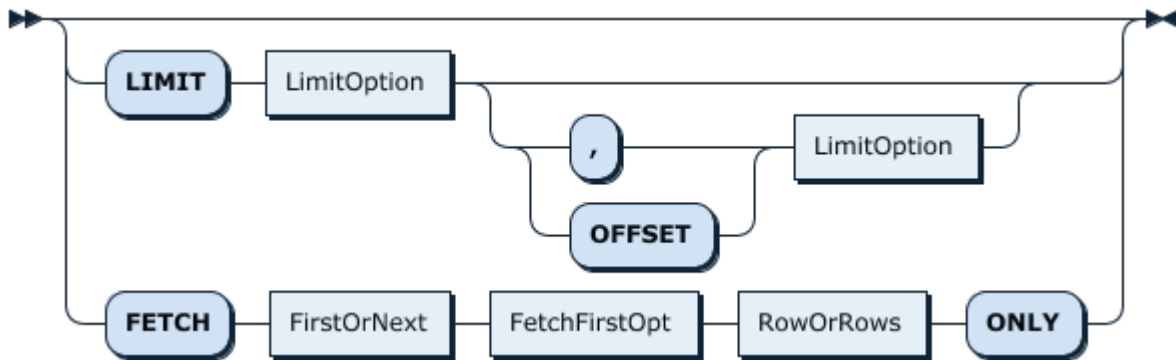 LIMIT LimitOption
, LimitOption
OFFSET
FETCH FirstOrNext FetchFirstOpt RowOrRows ONLY